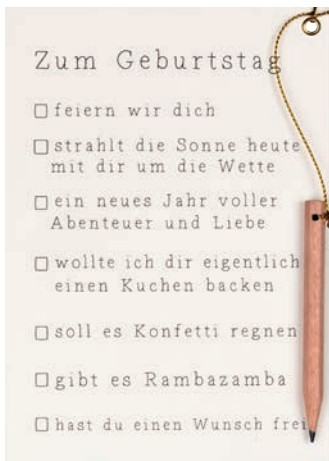 Zum Geburtstag
feiern wir dich
strahlt die Sonne heute
mit dir um die Wette
ein neues Jahr voller
Abenteuer und Liebe
wollte ich dir eigentlich
einen Kuchen backen
soll es Konfetti regnen
gibt es Rambazamba
hast du einen Wunsch frei